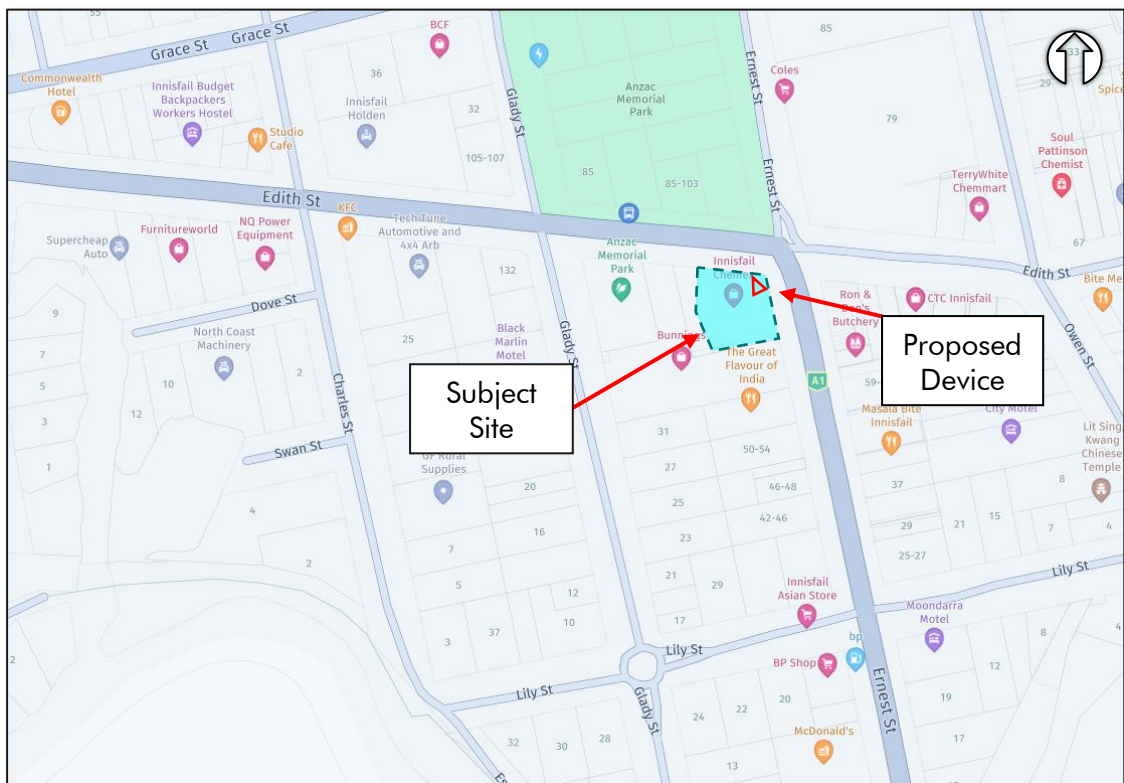 55
Grace St
Grace St
BCF
Commonwealth
Hotel
Innisfail Budget
Backpackers
Workers Hostel
Studio
Cafe
36
Innisfail
Holden
32
105-107
Glady St
Anzac
Memorial
Park
85
85-103
Ernest St
Ernest St
Coles
85
79
33
29
Soul
Pattinson
Chemist
TeryWhite
Chemmart
67
Edith St
Edith St
Supercheap
Auto
Furnitureworld
NQ Power
Equipment
KFC
Tech Tune
Automotive and
4x4 Arb
132
Anzac
Memorial
Park
Innisfail
Ron &
Butchery
CTC Innisfail
Bite Me
Owen St
Dove St
North Coast
Machinery
9
7
5
3
1
10
12
2
25
Black
Marlin
Motel
Glady St
Bunnings
The Great
Flavour of
India
A1
Subject
Site
Proposed
Device
Masala Bite
Innisfail
City Motel
Lit Sing
Kwang
Chinese
Temple
Charles St
Swan St
GF Rural
Supplies
4
2
20
16
7
5
3
37
12
10
31
27
25
23
21
17
29
50-54
46-48
42-46
37
29
25-27
21
15
8
7
4
Lily St
Innisfail
Asian Store
Moondarra
Motel
bp
BP Shop
Lily St
Lily St
Glady St
Ernest St
8
12
19
17
4
2
32
30
28
24
22
20
13
McDonald's